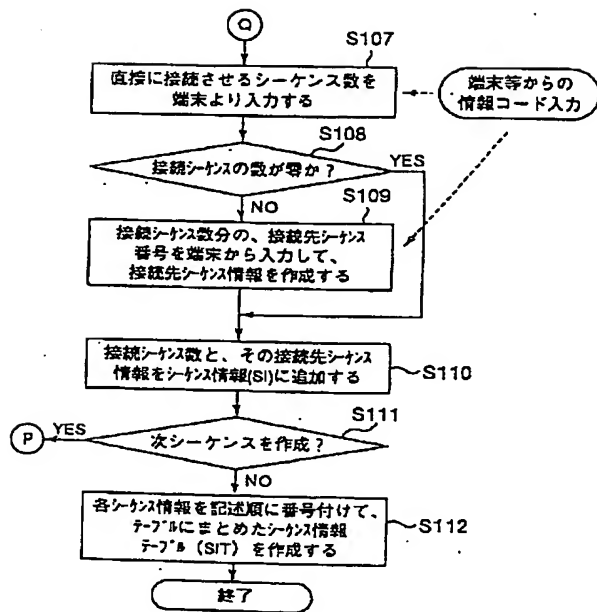 Q
S107
直接に接続させるシーケンス数を
端末より入力する
端末等からの
情報コード入力
S108
接続シーケンスの数が零か？
YES
NO
S109
接続シーケンス数分の、接続先シーケンス
番号を端末から入力して、
接続先シーケンス情報を作成する
接続シーケンス数と、その接続先シーケンス
情報をシーケンス情報(SI)に追加する
S110
S111
次シーケンスを作成？
YES
P
NO
各シーケンス情報を記述順に番号付けて、
テーブルにまとめたシーケンス情報
テーブル（SIT）を作成する
S112
終了